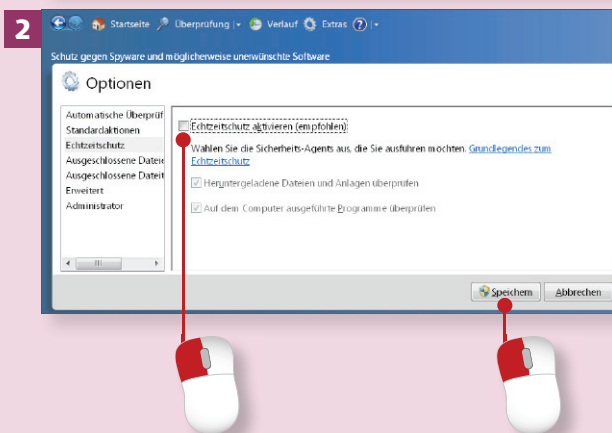 2
Startseite Überprüfung Verlauf Extras
Schutz gegen Spyware und möglicherweise unerwünschte Software
Optionen
Automatische Überprüf
Standardaktionen
Echtzeitschutz
Ausgeschlossene Dateie
Ausgeschlossene Dateit
Erweitert
Administrator
Echtzeitschutz aktivieren (empfohlen):
Wählen Sie die Sicherheits-Agents aus, die Sie ausführen möchten. Grundlegendes zum
Echtzeitschutz
Heruntergeladene Dateien und Anlagen überprüfen
Auf dem Computer ausgeführte Programme überprüfen
Speichern Abbrechen